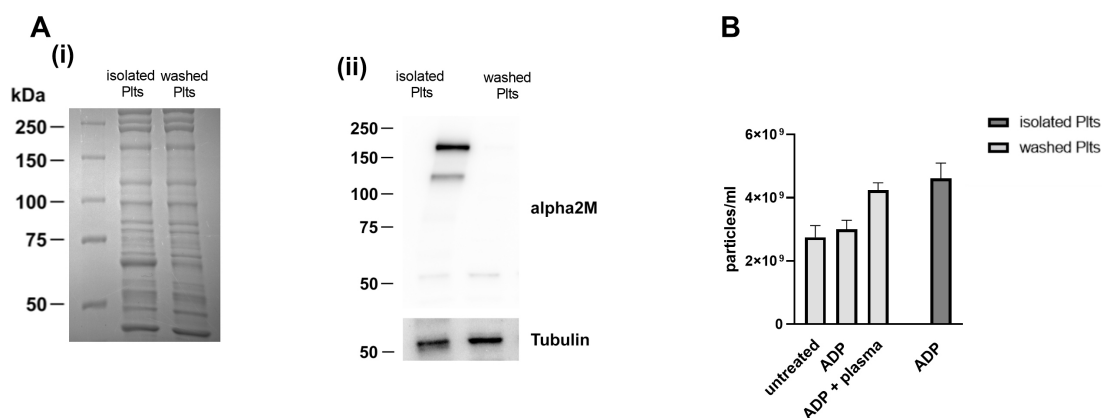 A
(i)
isolated washed
Plts Plts
kDa
250
150
100
75
50
(ii)
isolated washed
Plts Plts
250
150
100
75
50
alpha2M
50
Tubulin
B
isolated Plts
washed Plts
6×10⁹
4×10⁹
2×10⁹
0
particles/ml
untreated
ADP
ADP + plasma
ADP